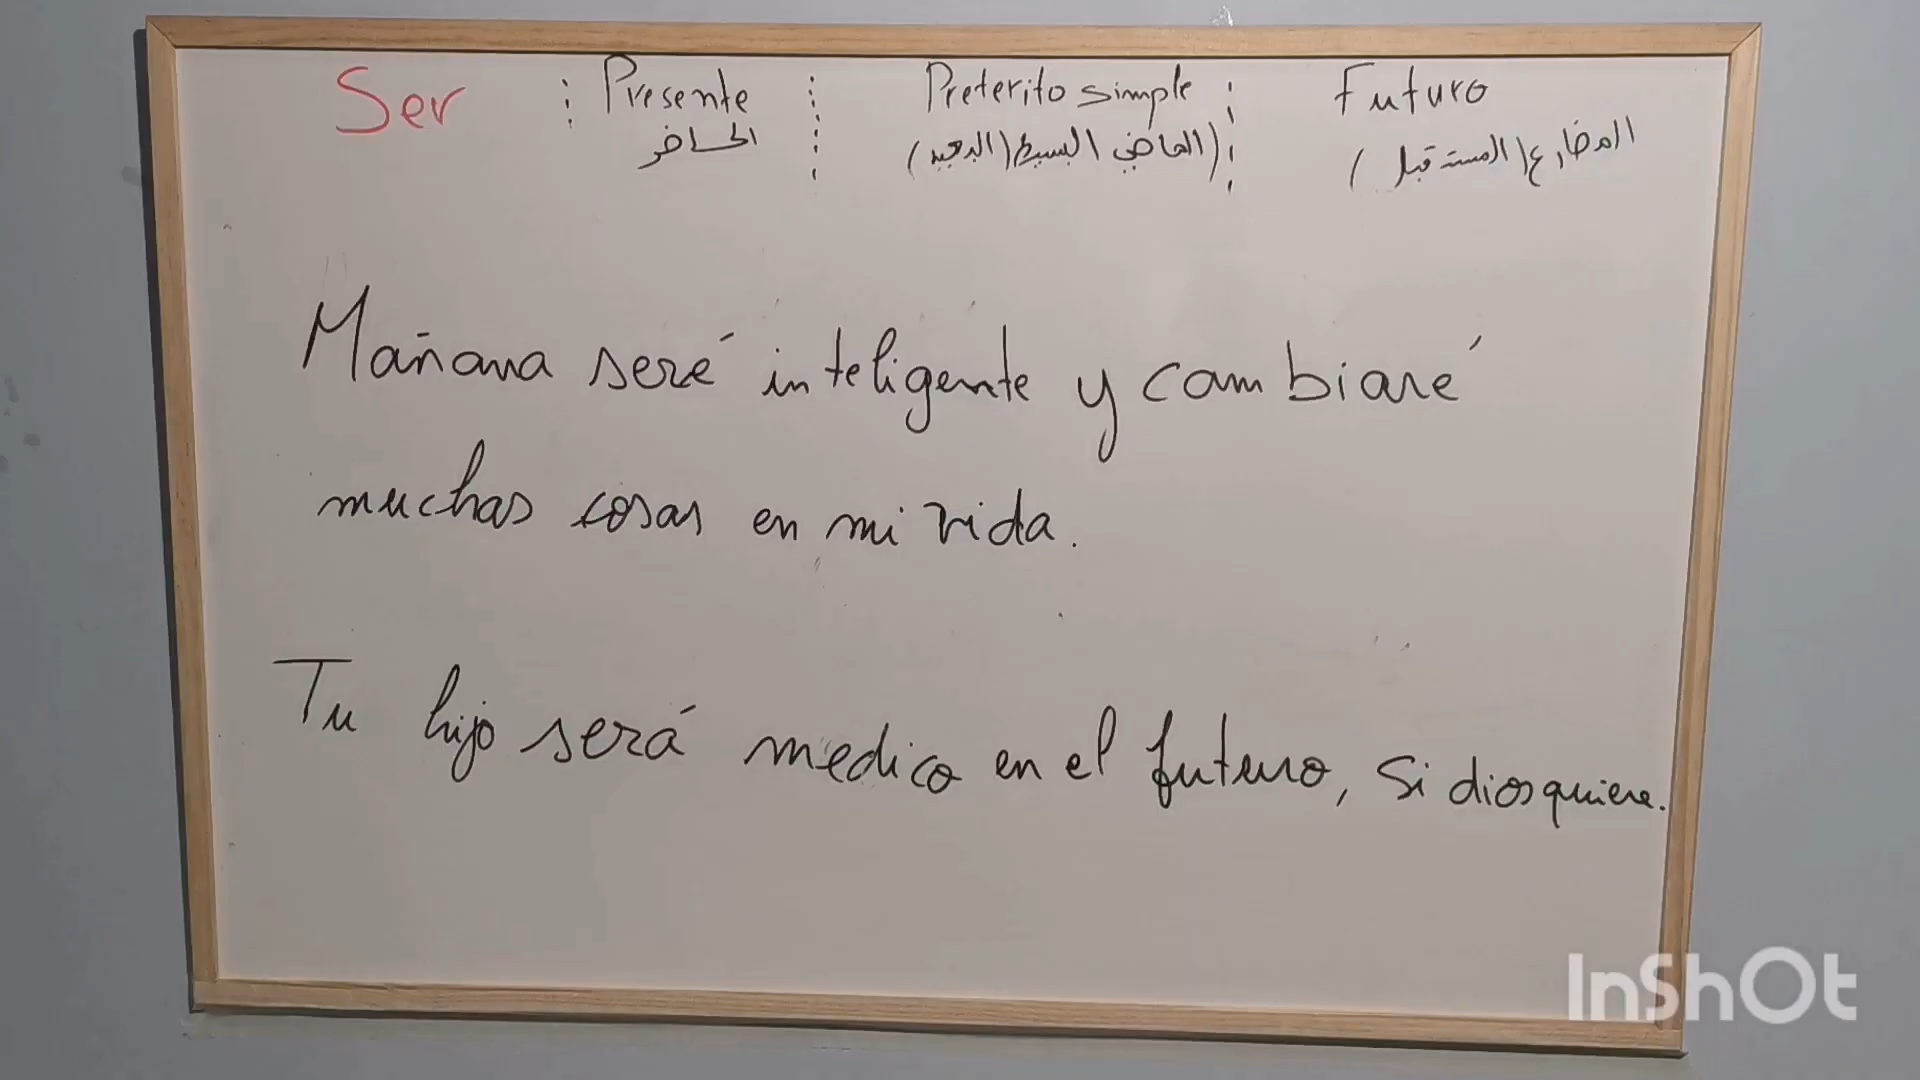 Ser : Presente : Preterito simple : Futuro
الحاضر
الماضي البسيط (البعيد)
المضارع (المستقبل)
Mañana seré inteligente y cambiaré
muchas cosas en mi vida.
Tu hijo será medico en el futuro, Si dios quiere.
InShOt